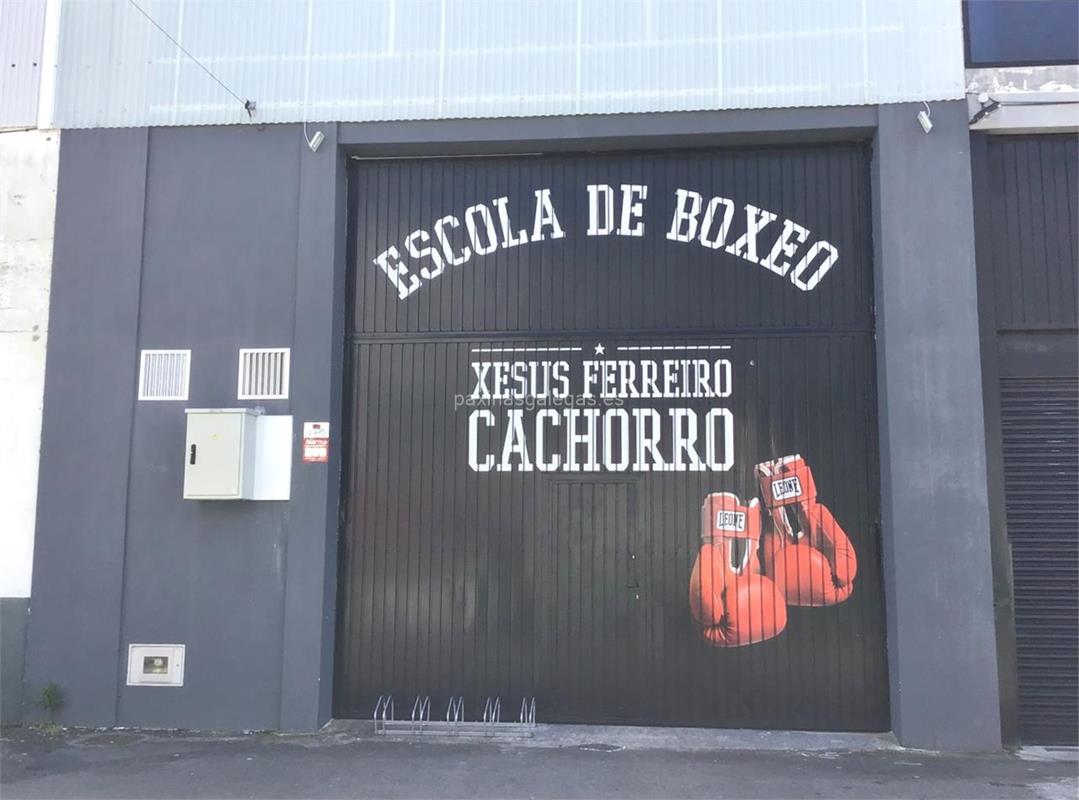 ESCOLA DE BOXEO
XESUS FERREIRO
paxinasgalegas.es
CACHORRO
LEONE
LEONE